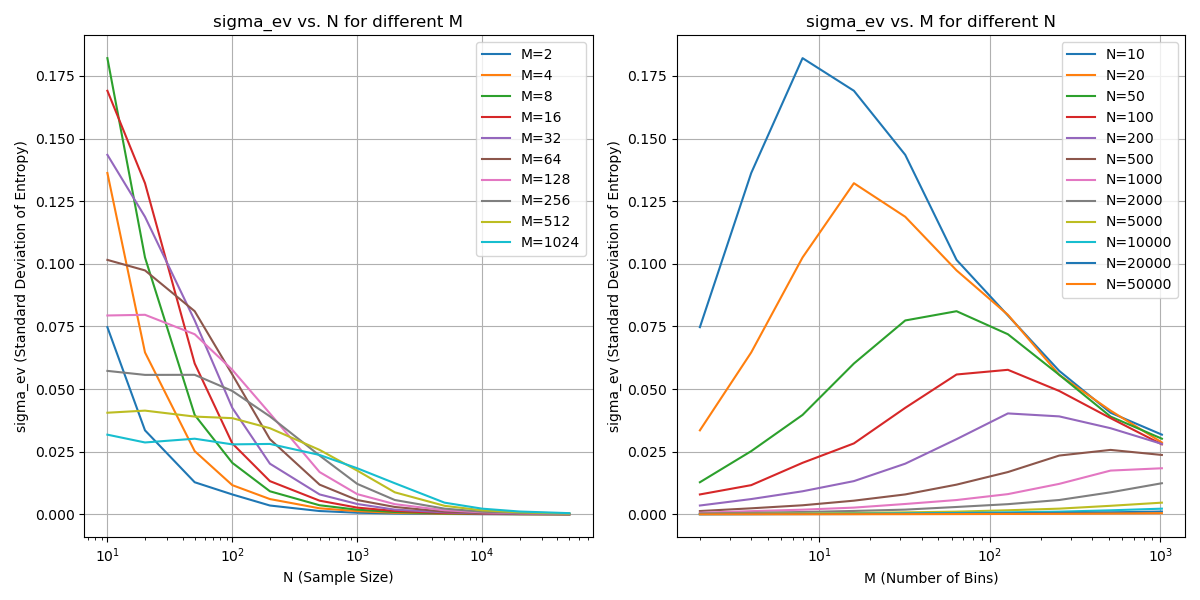 sigma_ev vs. N for different M
sigma_ev (Standard Deviation of Entropy)
0.175
0.150
0.125
0.100
0.075
0.050
0.025
0.000
M=2
M=4
M=8
M=16
M=32
M=64
M=128
M=256
M=512
M=1024
10¹
10²
10³
10⁴
N (Sample Size)
sigma_ev vs. M for different N
sigma_ev (Standard Deviation of Entropy)
0.175
0.150
0.125
0.100
0.075
0.050
0.025
0.000
N=10
N=20
N=50
N=100
N=200
N=500
N=1000
N=2000
N=5000
N=10000
N=20000
N=50000
10¹
10²
10³
M (Number of Bins)